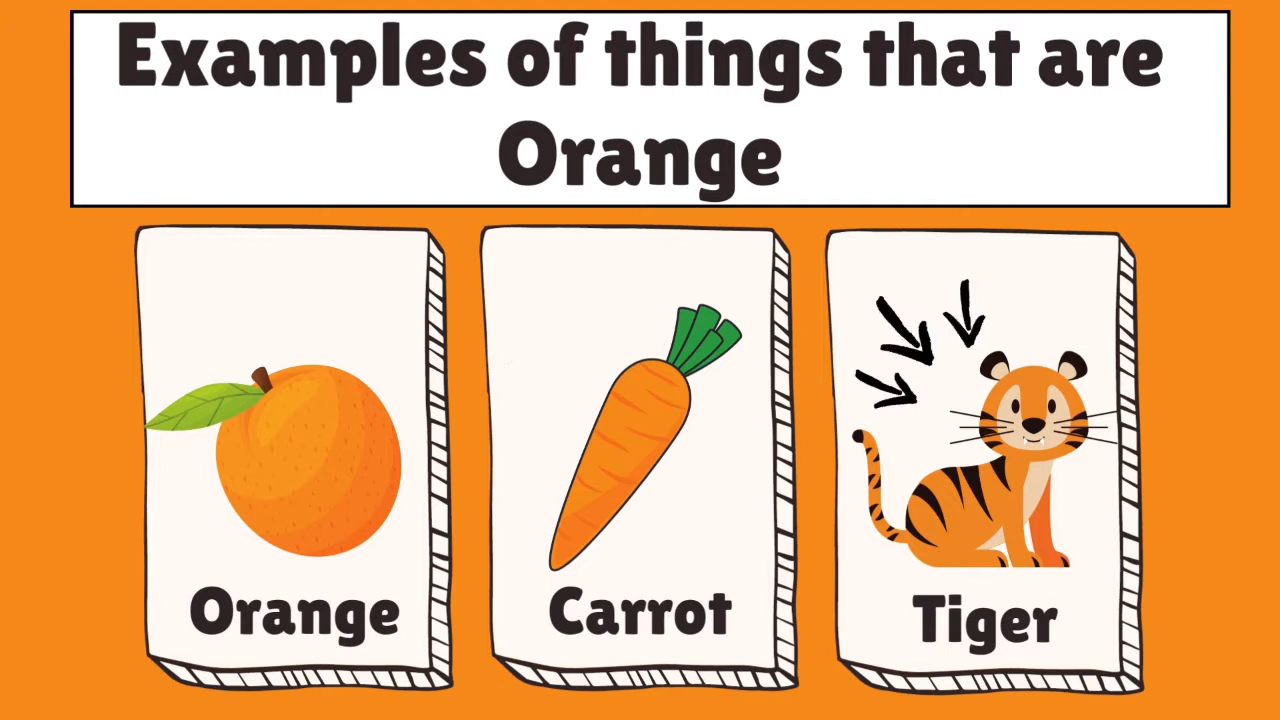 Examples of things that are
Orange
Orange
Carrot
Tiger